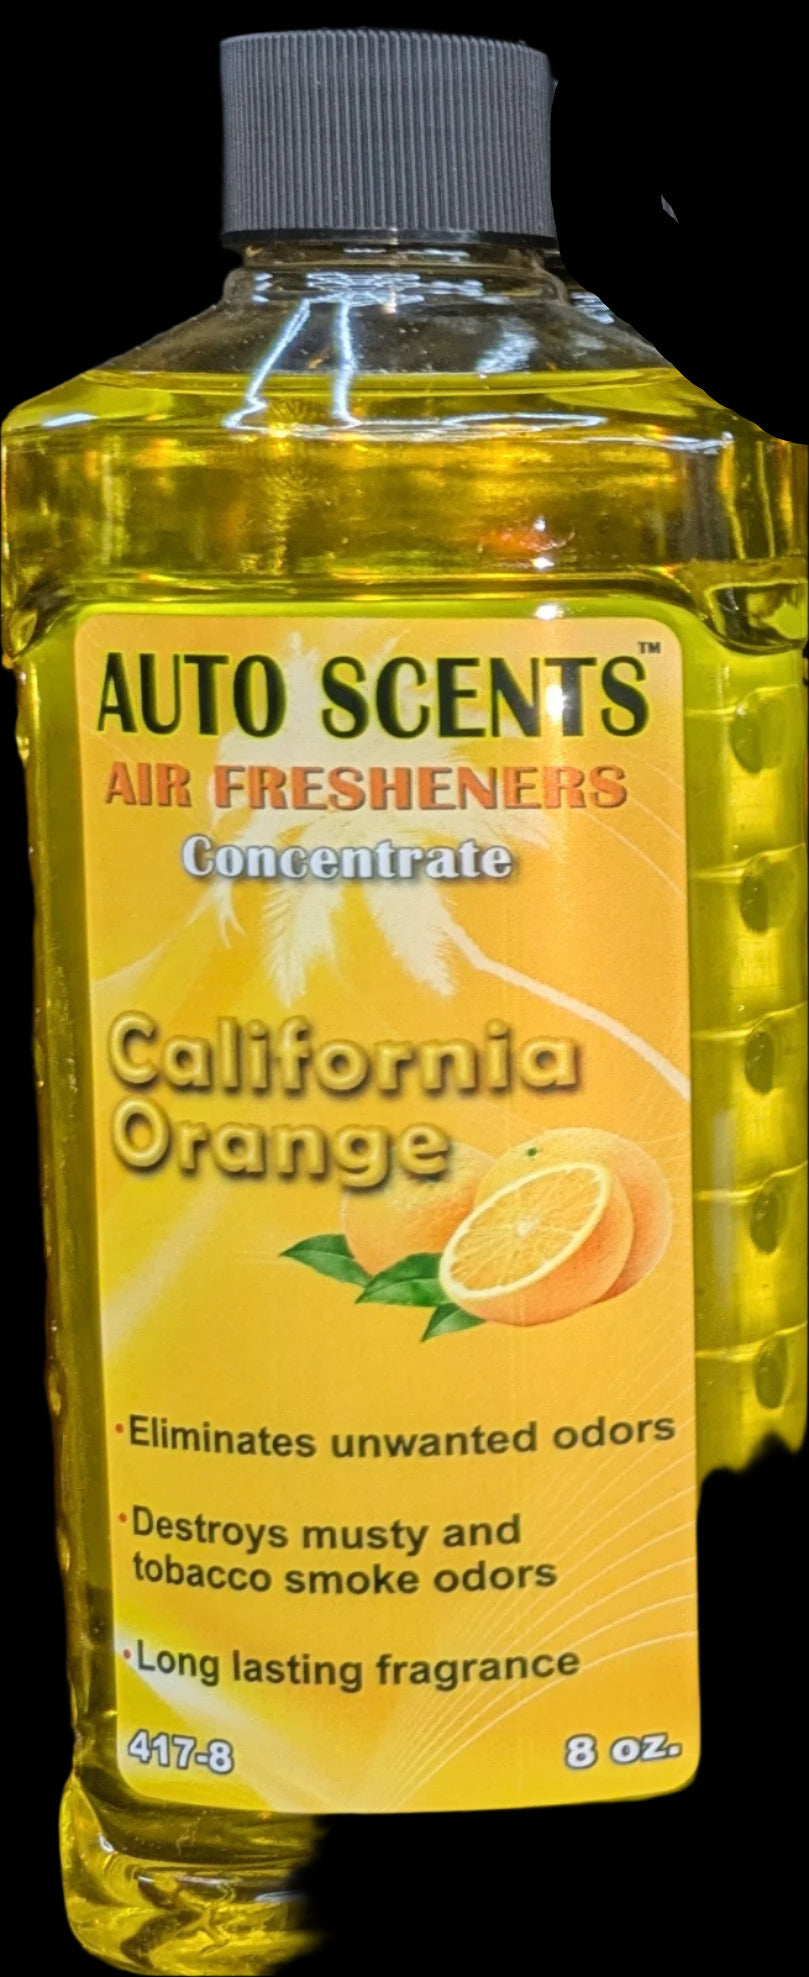 AUTO SCENTS™
AIR FRESHENERS
Concentrate
California
Orange
•Eliminates unwanted odors
•Destroys musty and
tobacco smoke odors
•Long lasting fragrance
417-8 8 oz.